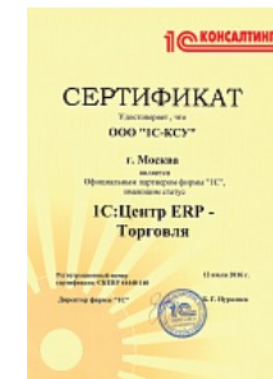 1С КОНСАЛТИНГ
СЕРТИФИКАТ
Удостоверяет, что
ООО "1С-КСУ"
г. Москва
является
Официальным партнером фирмы "1С",
имеющим статус
1С:Центр ERP -
Торговля
Регистрационный номер
12 июля 2016 г.
Директор фирмы "1С"
Б. Г. Нуралиев